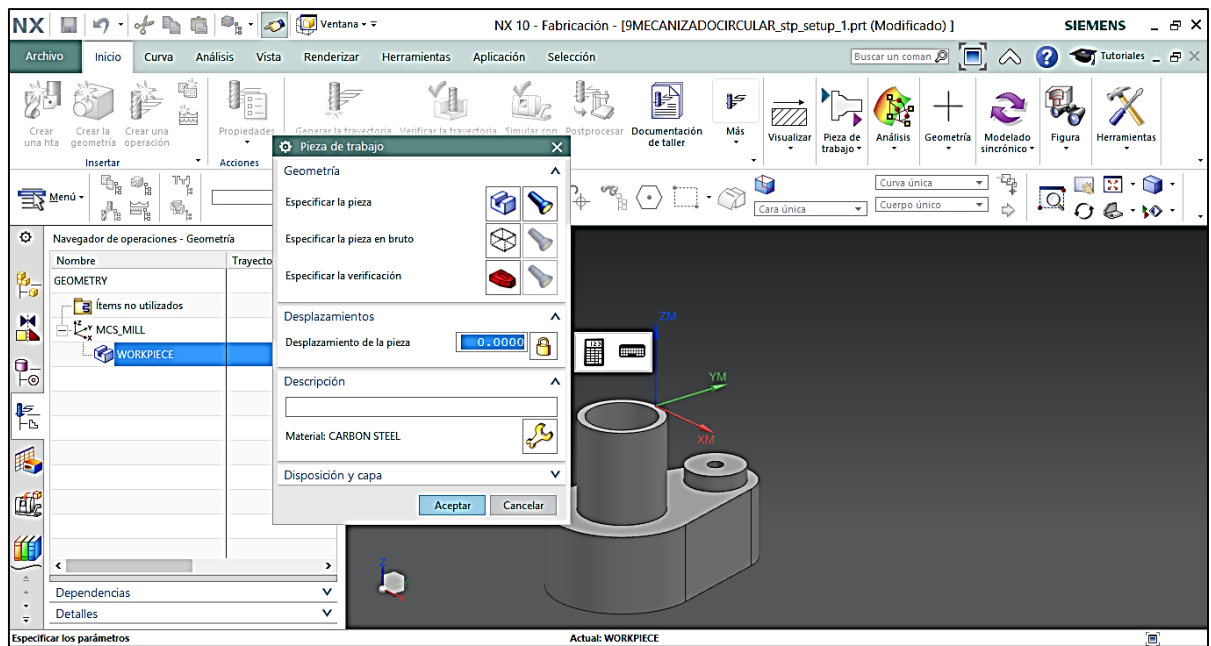 NX Ventana NX 10 - Fabricación - [9MECANIZADOCIRCULAR_stp_setup_1.prt (Modificado) ] SIEMENS
Archivo Inicio Curva Análisis Vista Renderizar Herramientas Aplicación Selección Buscar un coman Tutoriales
Crear una hta
Crear la geometría
Crear una operación
Propiedades
Generar la trayectoria Verificar la trayectoria Simular con Postprocesar
Documentación de taller
Más
Visualizar
Pieza de trabajo
Análisis
Geometría
Modelado sincrónico
Figura
Herramientas
Insertar Acciones
Menú
Cara única
Curva única
Cuerpo único
Navegador de operaciones - Geometría
Nombre Trayecto
GEOMETRY
Ítems no utilizados
MCS_MILL
WORKPIECE
Dependencias
Detalles
Pieza de trabajo
Geometría
Especificar la pieza
Especificar la pieza en bruto
Especificar la verificación
Desplazamientos
Desplazamiento de la pieza 0.0000
Descripción
Material: CARBON STEEL
Disposición y capa
Aceptar Cancelar
ZM
YM
XM
Z
Especificar los parámetros Actual: WORKPIECE